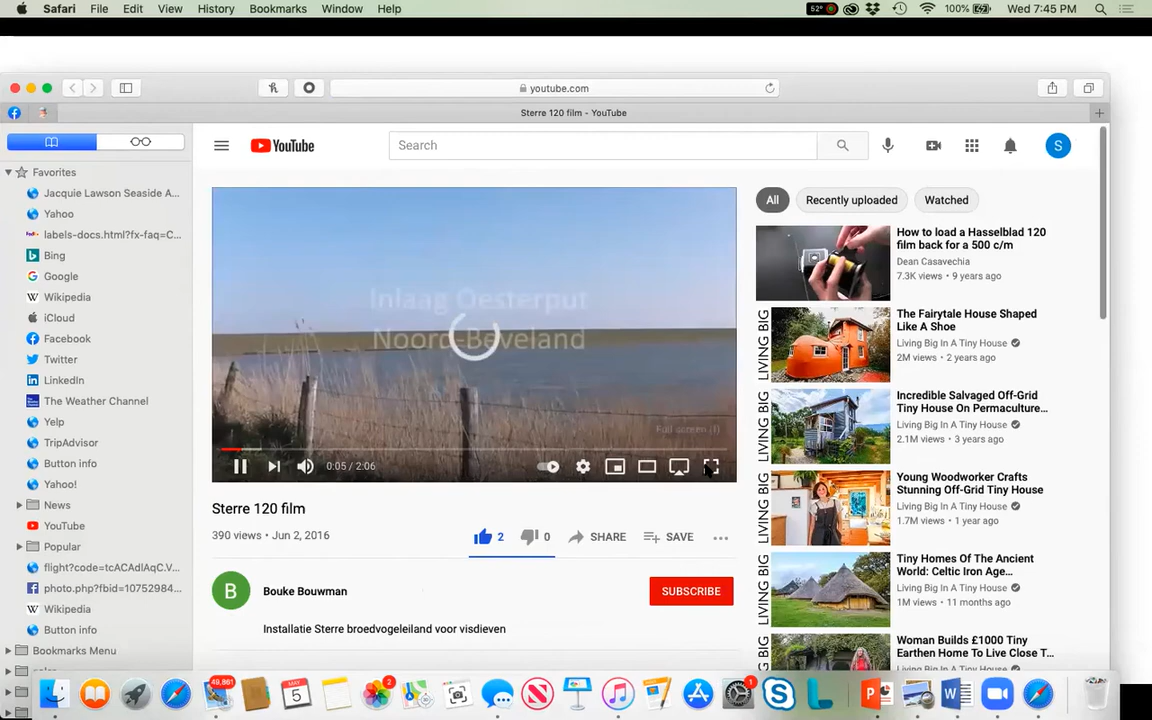 Safari File Edit View History Bookmarks Window Help 52° 100% Wed 7:45 PM
youtube.com
Sterre 120 film - YouTube
YouTube
Search
S
Favorites
Jacquie Lawson Seaside A...
Yahoo
labels-docs.html?fx-faq=C...
Bing
Google
Wikipedia
iCloud
Facebook
Twitter
LinkedIn
The Weather Channel
Yelp
TripAdvisor
Button info
Yahoo!
News
YouTube
Popular
flight?code=tcACAdlAqC.V...
photo.php?fbid=10752984...
Wikipedia
Button info
Bookmarks Menu
Inlaag Oesterput
Noord-Beveland
Full screen (f)
0:05 / 2:06
Sterre 120 film
390 views • Jun 2, 2016
2 0 SHARE SAVE
B
Bouke Bouwman
SUBSCRIBE
Installatie Sterre broedvogeleiland voor visdieven
All Recently uploaded Watched
How to load a Hasselblad 120
film back for a 500 c/m
Dean Casavechia
7.3K views • 9 years ago
LIVING BIG
The Fairytale House Shaped
Like A Shoe
Living Big In A Tiny House
2M views • 2 years ago
LIVING BIG
Incredible Salvaged Off-Grid
Tiny House On Permaculture...
Living Big In A Tiny House
2.1M views • 3 years ago
LIVING BIG
Young Woodworker Crafts
Stunning Off-Grid Tiny House
Living Big In A Tiny House
1.7M views • 1 year ago
LIVING BIG
Tiny Homes Of The Ancient
World: Celtic Iron Age...
Living Big In A Tiny House
1M views • 11 months ago
Woman Builds £1000 Tiny
Earthen Home To Live Close T...
49,861
MAY
5
2
1